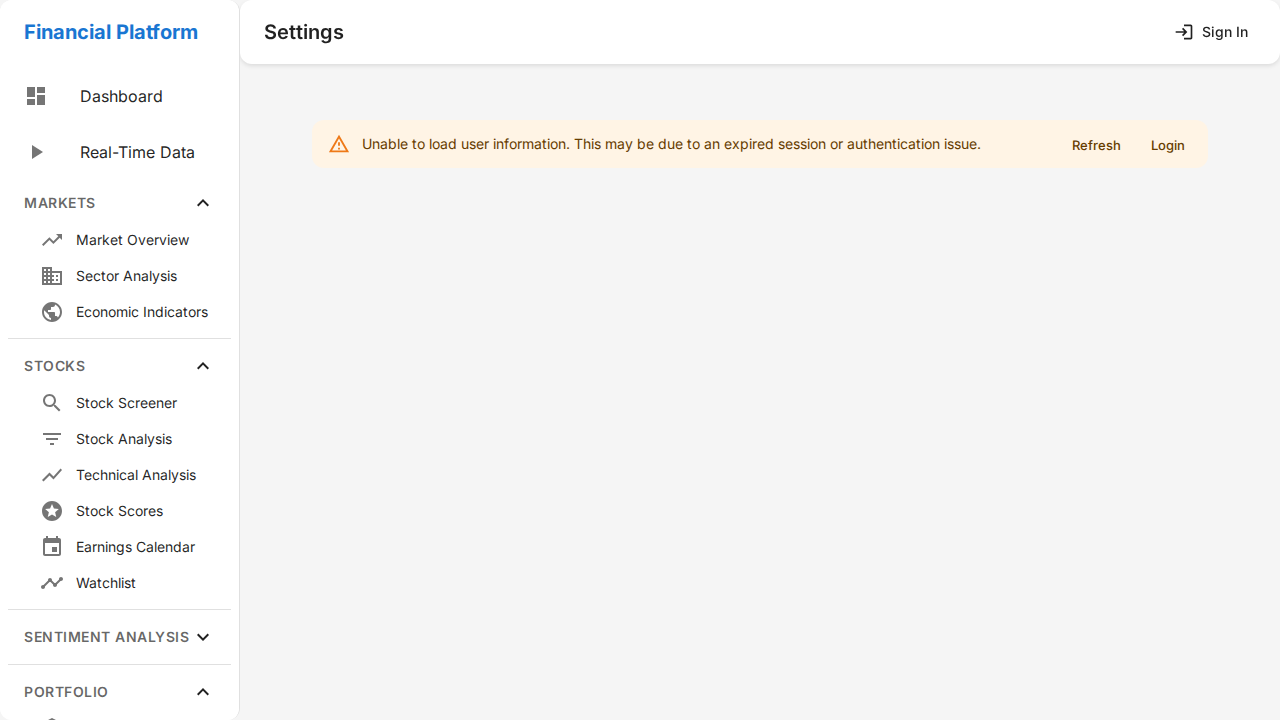 Financial Platform
Settings
Sign In
Dashboard
Real-Time Data
Unable to load user information. This may be due to an expired session or authentication issue.
Refresh
Login
MARKETS
Market Overview
Sector Analysis
Economic Indicators
STOCKS
Stock Screener
Stock Analysis
Technical Analysis
Stock Scores
Earnings Calendar
Watchlist
SENTIMENT ANALYSIS
PORTFOLIO